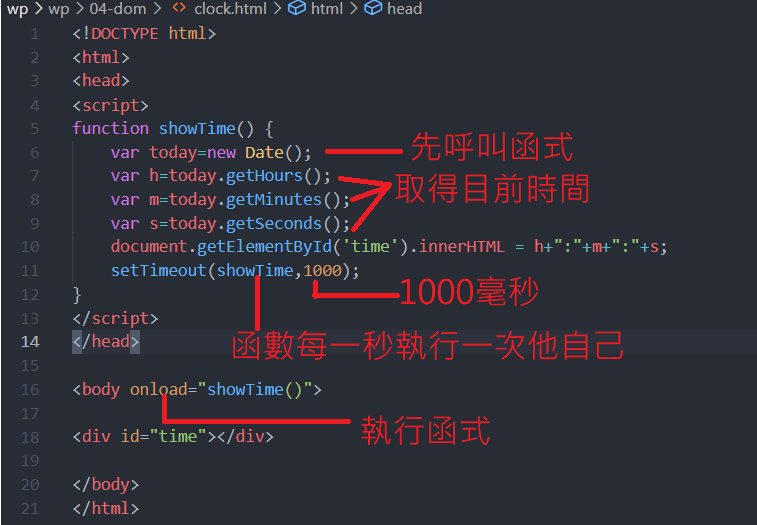 wp > wp > 04-dom > <> clock.html > html > head
1 <!DOCTYPE html>
2 <html>
3 <head>
4 <script>
5 function showTime() {
6 var today=new Date(); 先呼叫函式
7 var h=today.getHours();
8 var m=today.getMinutes(); 取得目前時間
9 var s=today.getSeconds();
10 document.getElementById('time').innerHTML = h+":"+m+":"+s;
11 setTimeout(showTime,1000);
12 } 1000毫秒
13 </script>
14 </head> 函數每一秒執行一次他自己
15
16 <body onload="showTime()">
17
18 <div id="time"></div> 執行函式
19
20 </body>
21 </html>